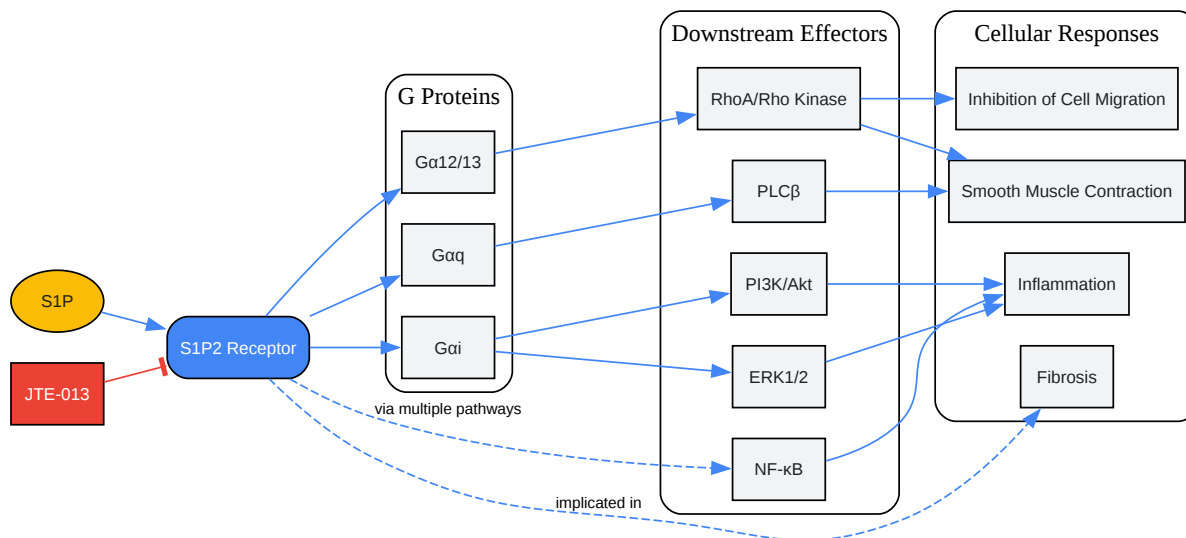 Downstream Effectors
Cellular Responses
G Proteins
RhoA/Rho Kinase
Inhibition of Cell Migration
Gα12/13
PLCβ
Smooth Muscle Contraction
Gαq
S1P
PI3K/Akt
Inflammation
S1P2 Receptor
Gαi
JTE-013
ERK1/2
Fibrosis
via multiple pathways
NF-κB
implicated in